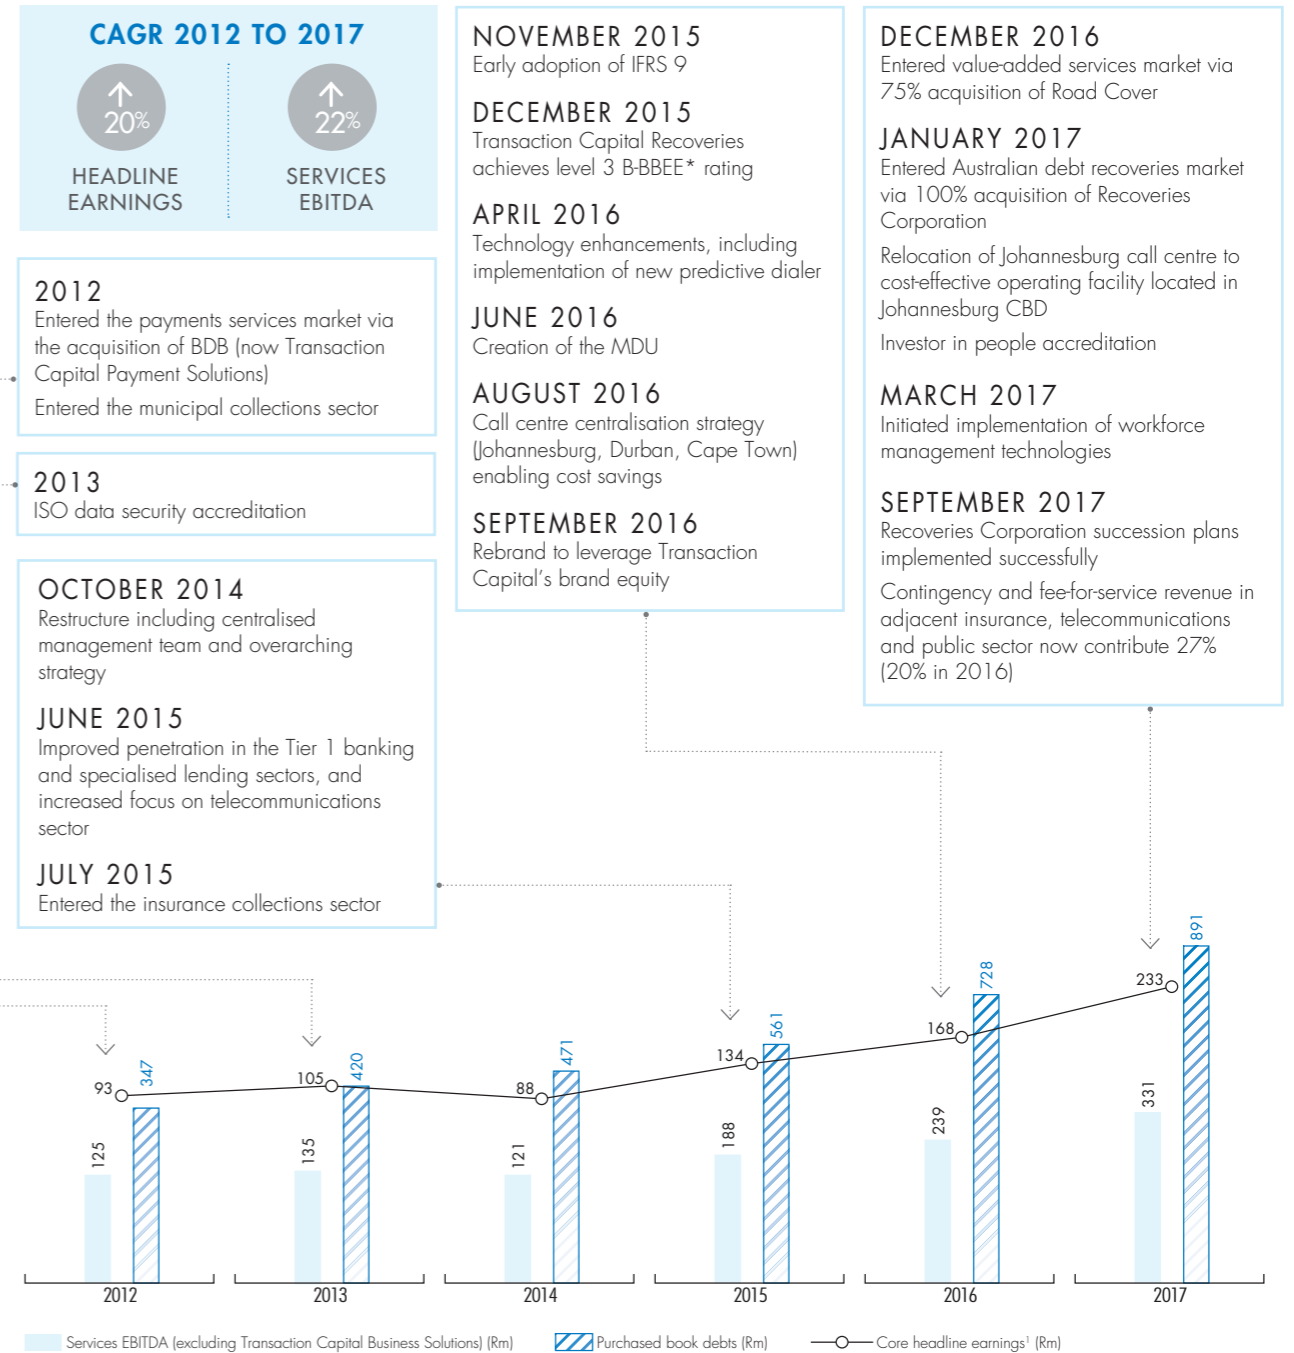 CAGR 2012 TO 2017
20%
HEADLINE
EARNINGS
22%
SERVICES
EBITDA
2012
Entered the payments services market via
the acquisition of BDB (now Transaction
Capital Payment Solutions)
Entered the municipal collections sector
2013
ISO data security accreditation
OCTOBER 2014
Restructure including centralised
management team and overarching
strategy
JUNE 2015
Improved penetration in the Tier 1 banking
and specialised lending sectors, and
increased focus on telecommunications
sector
JULY 2015
Entered the insurance collections sector
NOVEMBER 2015
Early adoption of IFRS 9
DECEMBER 2015
Transaction Capital Recoveries
achieves level 3 B-BBEE* rating
APRIL 2016
Technology enhancements, including
implementation of new predictive dialer
JUNE 2016
Creation of the MDU
AUGUST 2016
Call centre centralisation strategy
(Johannesburg, Durban, Cape Town)
enabling cost savings
SEPTEMBER 2016
Rebrand to leverage Transaction
Capital's brand equity
DECEMBER 2016
Entered value-added services market via
75% acquisition of Road Cover
JANUARY 2017
Entered Australian debt recoveries market
via 100% acquisition of Recoveries
Corporation
Relocation of Johannesburg call centre to
cost-effective operating facility located in
Johannesburg CBD
Investor in people accreditation
MARCH 2017
Initiated implementation of workforce
management technologies
SEPTEMBER 2017
Recoveries Corporation succession plans
implemented successfully
Contingency and fee-for-service revenue in
adjacent insurance, telecommunications
and public sector now contribute 27%
(20% in 2016)
93
347
125
105
420
135
88
471
121
134
561
188
168
728
239
233
891
331
2012
2013
2014
2015
2016
2017
Services EBITDA (excluding Transaction Capital Business Solutions) (Rm)
Purchased book debts (Rm)
Core headline earnings¹ (Rm)